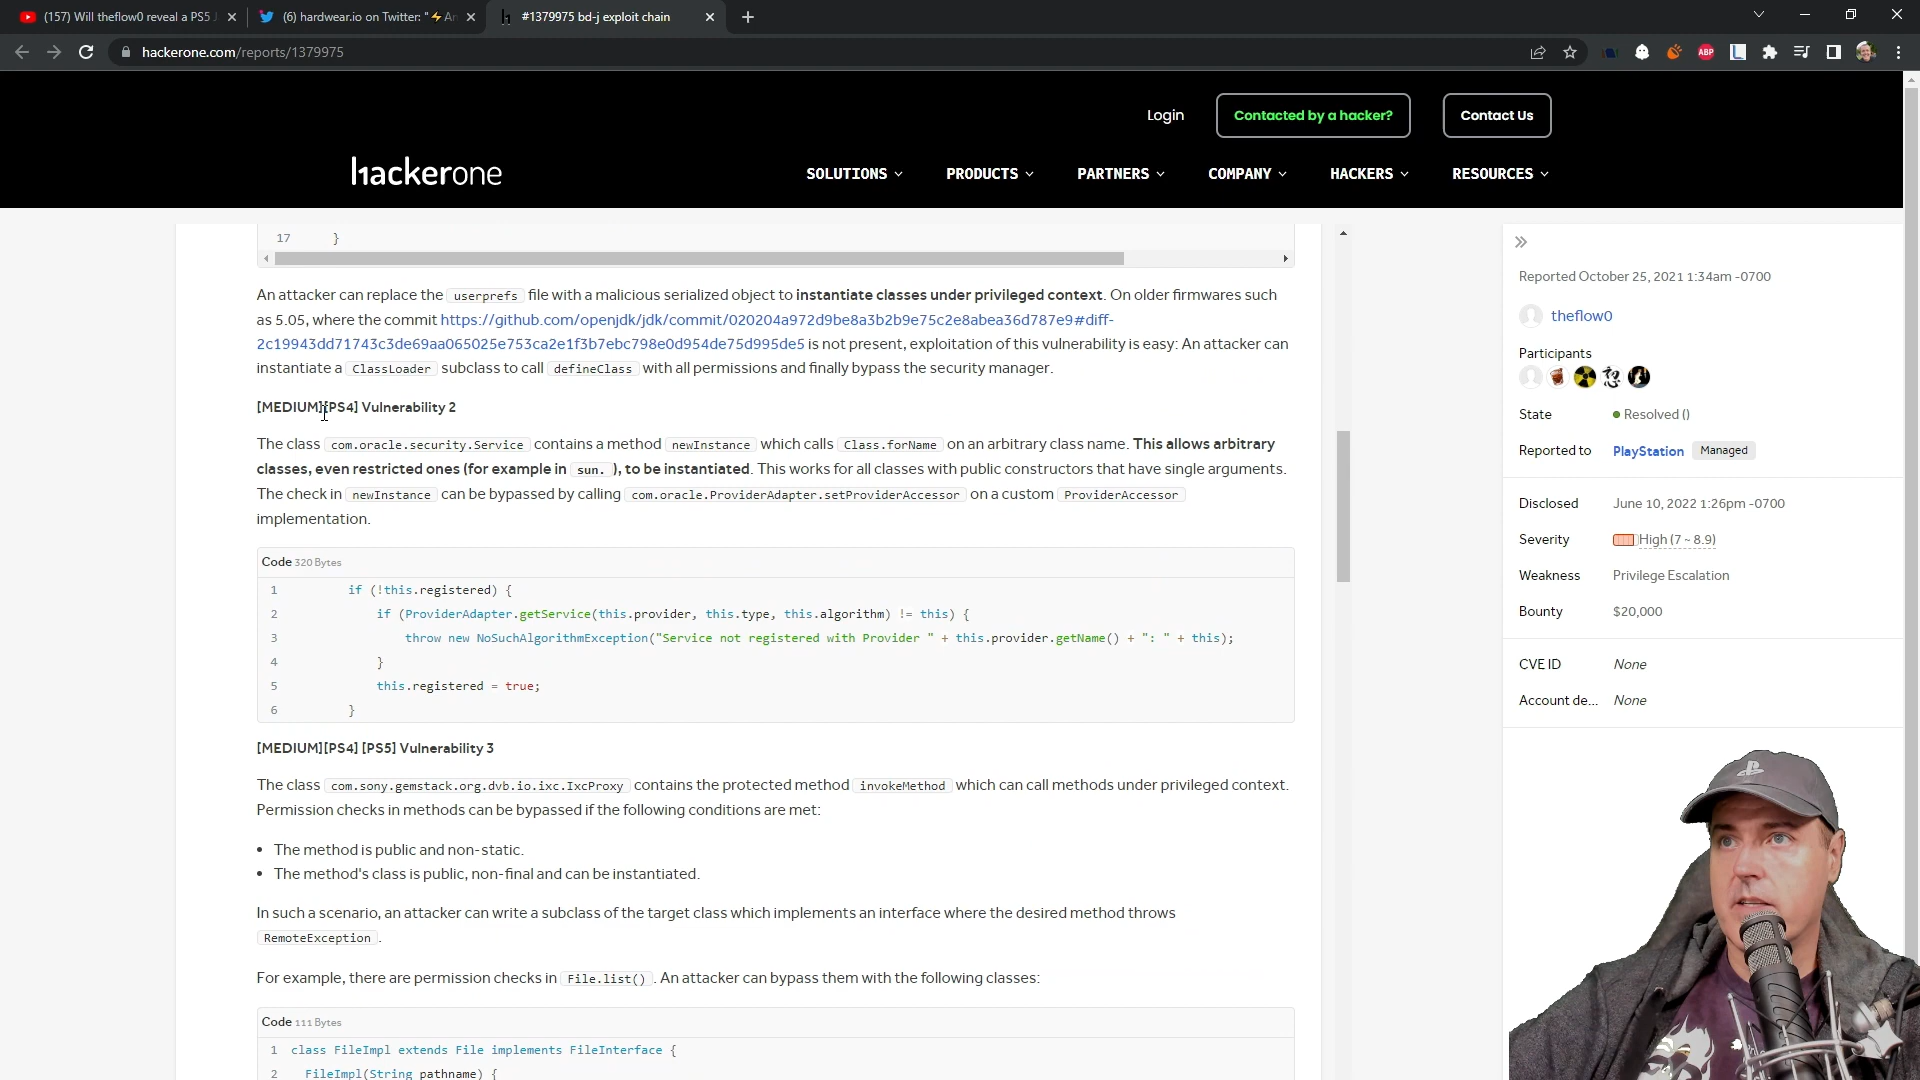 (157) Will theflow0 reveal a PS5 J
(6) hardwear.io on Twitter: "⚡An
#1379975 bd-j exploit chain
hackerone.com/reports/1379975
ABP
L
Login
Contacted by a hacker?
Contact Us
hackerone
SOLUTIONS
PRODUCTS
PARTNERS
COMPANY
HACKERS
RESOURCES
17 }
An attacker can replace the userprefs file with a malicious serialized object to instantiate classes under privileged context. On older firmwares such
as 5.05, where the commit https://github.com/openjdk/jdk/commit/020204a972d9be8a3b2b9e75c2e8abea36d787e9#diff-
2c19943dd71743c3de69aa065025e753ca2e1f3b7ebc798e0d954de75d995de5 is not present, exploitation of this vulnerability is easy: An attacker can
instantiate a ClassLoader subclass to call defineClass with all permissions and finally bypass the security manager.
[MEDIUM][PS4] Vulnerability 2
The class com.oracle.security.Service contains a method newInstance which calls Class.forName on an arbitrary class name. This allows arbitrary
classes, even restricted ones (for example in sun. ), to be instantiated. This works for all classes with public constructors that have single arguments.
The check in newInstance can be bypassed by calling com.oracle.ProviderAdapter.setProviderAccessor on a custom ProviderAccessor
implementation.
Code 320 Bytes
1 if (!this.registered) {
2 if (ProviderAdapter.getService(this.provider, this.type, this.algorithm) != this) {
3 throw new NoSuchAlgorithmException("Service not registered with Provider " + this.provider.getName() + ": " + this);
4 }
5 this.registered = true;
6 }
[MEDIUM][PS4] [PS5] Vulnerability 3
The class com.sony.gemstack.org.dvb.io.ixc.IxcProxy contains the protected method invokeMethod which can call methods under privileged context.
Permission checks in methods can be bypassed if the following conditions are met:
• The method is public and non-static.
• The method's class is public, non-final and can be instantiated.
In such a scenario, an attacker can write a subclass of the target class which implements an interface where the desired method throws
RemoteException .
For example, there are permission checks in File.list() . An attacker can bypass them with the following classes:
Code 111 Bytes
1 class FileImpl extends File implements FileInterface {
2 FileImpl(String pathname) {
Reported October 25, 2021 1:34am -0700
theflow0
Participants
State Resolved ()
Reported to PlayStation Managed
Disclosed June 10, 2022 1:26pm -0700
Severity High (7 ~ 8.9)
Weakness Privilege Escalation
Bounty $20,000
CVE ID None
Account de... None